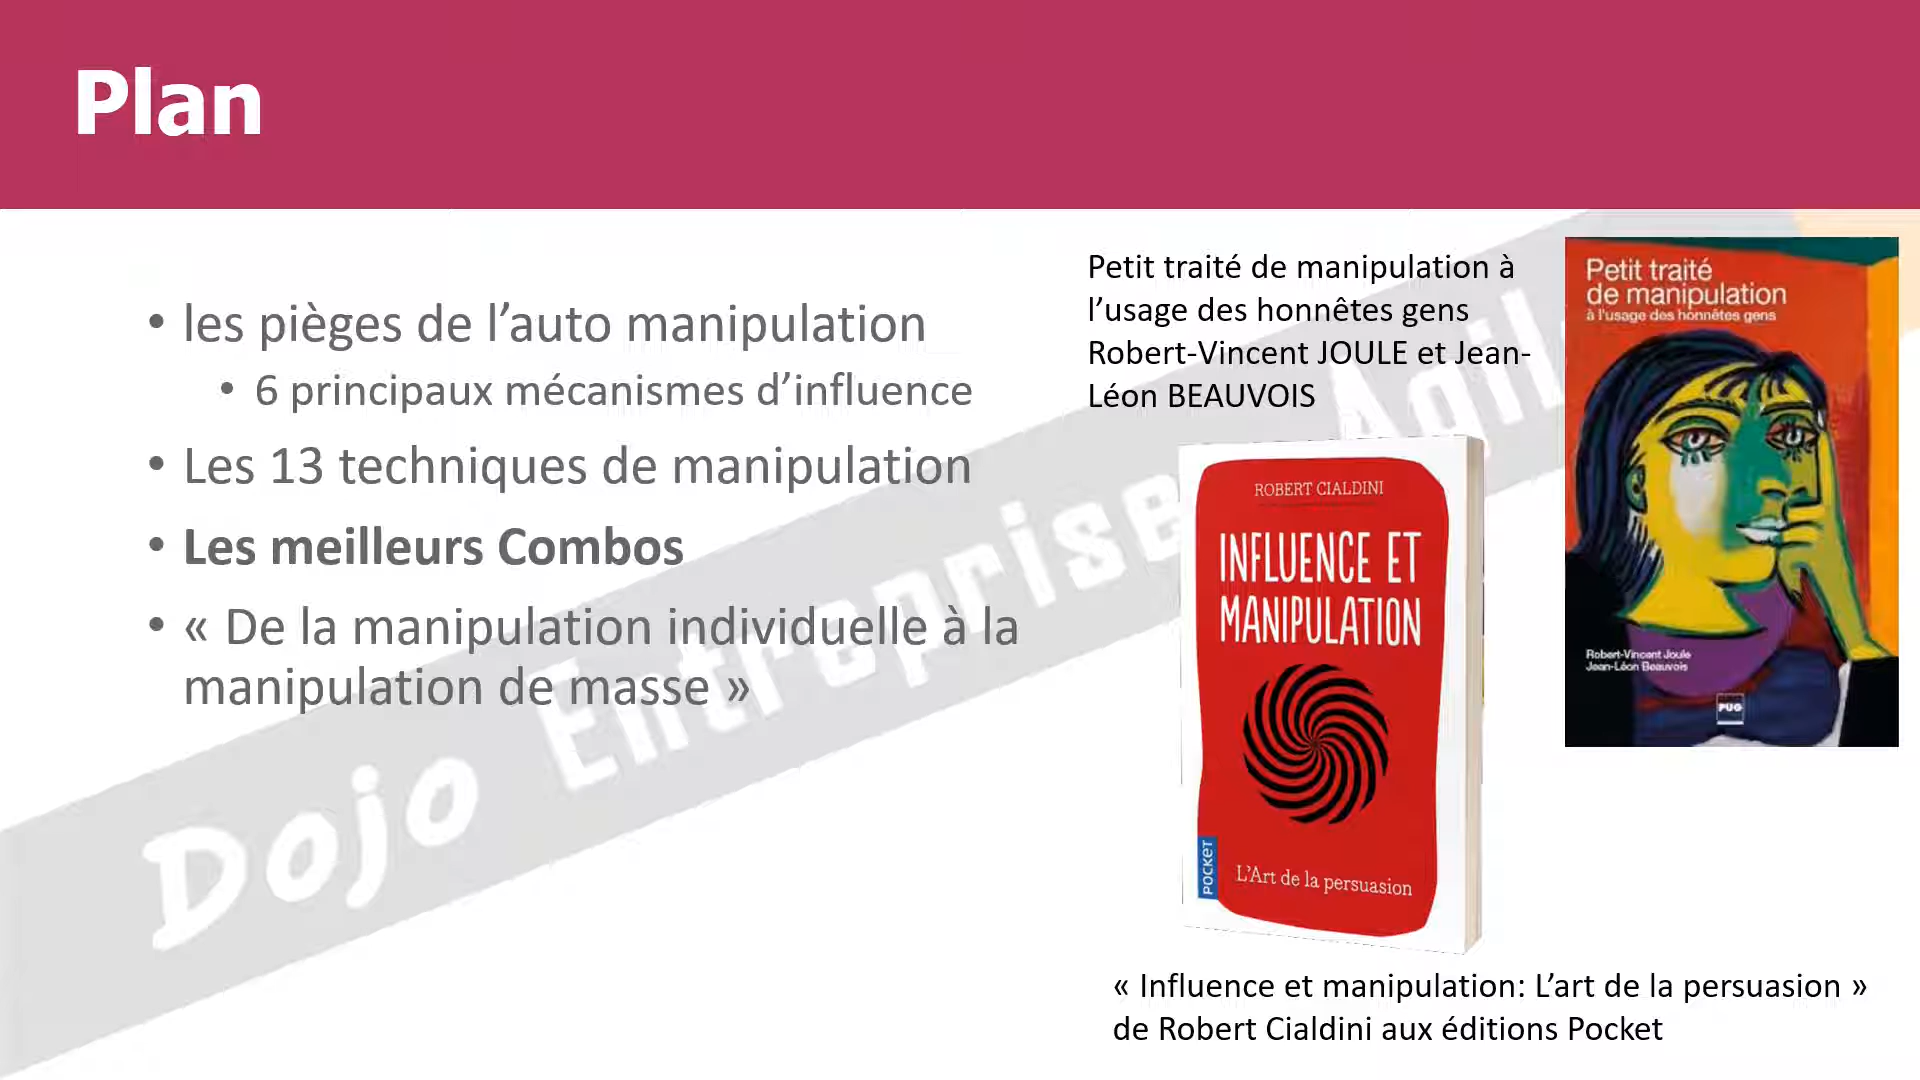 Plan
• les pièges de l’auto manipulation
• 6 principaux mécanismes d’influence
• Les 13 techniques de manipulation
• Les meilleurs Combos
• « De la manipulation individuelle à la
manipulation de masse »
Petit traité de manipulation à
l’usage des honnêtes gens
Robert-Vincent JOULE et Jean-
Léon BEAUVOIS
Petit traité
de manipulation
à l'usage des honnêtes gens
Robert-Vincent Joule
Jean-Léon Beauvois
PUG
ROBERT CIALDINI
INFLUENCE ET
MANIPULATION
POCKET
L'Art de la persuasion
« Influence et manipulation: L’art de la persuasion »
de Robert Cialdini aux éditions Pocket
Dojo Entreprise Agile